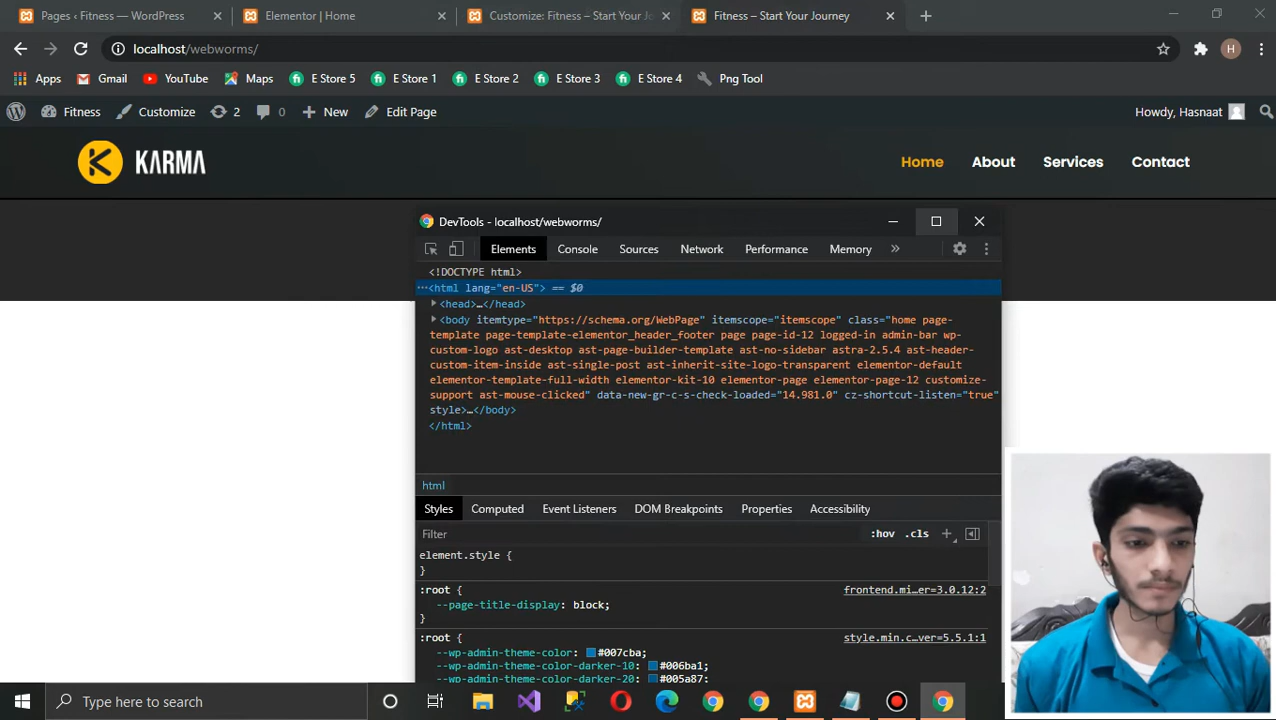 Pages ‹ Fitness — WordPress
Elementor | Home
Customize: Fitness – Start Your Jo
Fitness – Start Your Journey
localhost/webworms/
H
Apps
Gmail
YouTube
Maps
E Store 5
E Store 1
E Store 2
E Store 3
E Store 4
Png Tool
Fitness
Customize
2
0
New
Edit Page
Howdy, Hasnaat
KARMA
Home
About
Services
Contact
DevTools - localhost/webworms/
Elements
Console
Sources
Network
Performance
Memory
»
<!DOCTYPE html>
⋯<html lang="en-US"> == $0
<head>…</head>
<body itemtype="https://schema.org/WebPage" itemscope="itemscope" class="home page-
template page-template-elementor_header_footer page page-id-12 logged-in admin-bar wp-
custom-logo ast-desktop ast-page-builder-template ast-no-sidebar astra-2.5.4 ast-header-
custom-item-inside ast-single-post ast-inherit-site-logo-transparent elementor-default
elementor-template-full-width elementor-kit-10 elementor-page elementor-page-12 customize-
support ast-mouse-clicked" data-new-gr-c-s-check-loaded="14.981.0" cz-shortcut-listen="true"
style>…</body>
</html>
html
Styles
Computed
Event Listeners
DOM Breakpoints
Properties
Accessibility
Filter
:hov
.cls
+
element.style {
}
:root {
frontend.mi…er=3.0.12:2
--page-title-display: block;
}
:root {
style.min.c…ver=5.5.1:1
--wp-admin-theme-color: #007cba;
--wp-admin-theme-color-darker-10: #006ba1;
--wp-admin-theme-color-darker-20: #005a87;
Type here to search